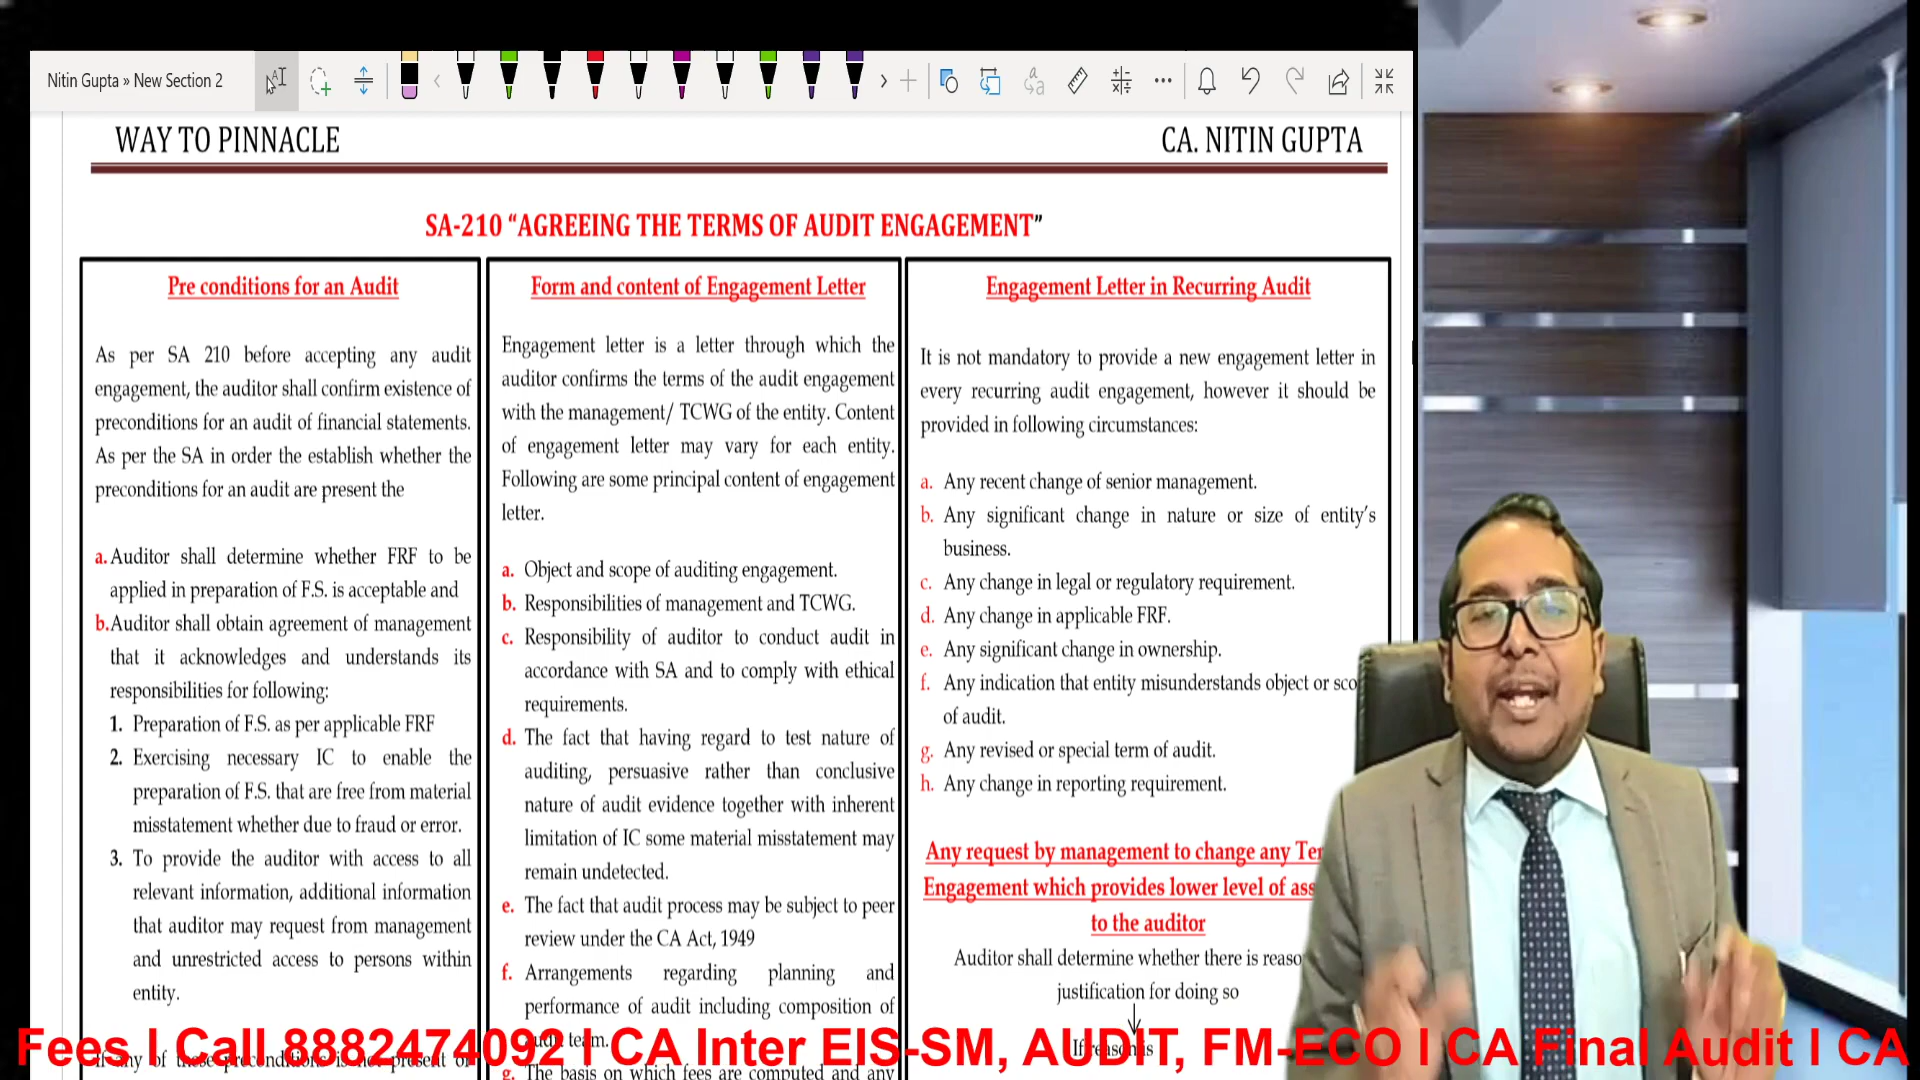 Nitin Gupta » New Section 2
WAY TO PINNACLE
CA. NITIN GUPTA
SA-210 “AGREEING THE TERMS OF AUDIT ENGAGEMENT”
Pre conditions for an Audit
As per SA 210 before accepting any audit
engagement, the auditor shall confirm existence of
preconditions for an audit of financial statements.
As per the SA in order the establish whether the
preconditions for an audit are present the
a. Auditor shall determine whether FRF to be
applied in preparation of F.S. is acceptable and
b. Auditor shall obtain agreement of management
that it acknowledges and understands its
responsibilities for following:
1. Preparation of F.S. as per applicable FRF
2. Exercising necessary IC to enable the
preparation of F.S. that are free from material
misstatement whether due to fraud or error.
3. To provide the auditor with access to all
relevant information, additional information
that auditor may request from management
and unrestricted access to persons within
entity.
If any of these preconditions is not present or
Form and content of Engagement Letter
Engagement letter is a letter through which the
auditor confirms the terms of the audit engagement
with the management/ TCWG of the entity. Content
of engagement letter may vary for each entity.
Following are some principal content of engagement
letter.
a. Object and scope of auditing engagement.
b. Responsibilities of management and TCWG.
c. Responsibility of auditor to conduct audit in
accordance with SA and to comply with ethical
requirements.
d. The fact that having regard to test nature of
auditing, persuasive rather than conclusive
nature of audit evidence together with inherent
limitation of IC some material misstatement may
remain undetected.
e. The fact that audit process may be subject to peer
review under the CA Act, 1949
f. Arrangements regarding planning and
performance of audit including composition of
audit team.
g. The basis on which fees are computed and any
Engagement Letter in Recurring Audit
It is not mandatory to provide a new engagement letter in
every recurring audit engagement, however it should be
provided in following circumstances:
a. Any recent change of senior management.
b. Any significant change in nature or size of entity’s
business.
c. Any change in legal or regulatory requirement.
d. Any change in applicable FRF.
e. Any significant change in ownership.
f. Any indication that entity misunderstands object or sco
of audit.
g. Any revised or special term of audit.
h. Any change in reporting requirement.
Any request by management to change any Ter
Engagement which provides lower level of ass
to the auditor
Auditor shall determine whether there is reaso
justification for doing so
If reason is
Fees I Call 8882474092 I CA Inter EIS-SM, AUDIT, FM-ECO I CA Final Audit I CA